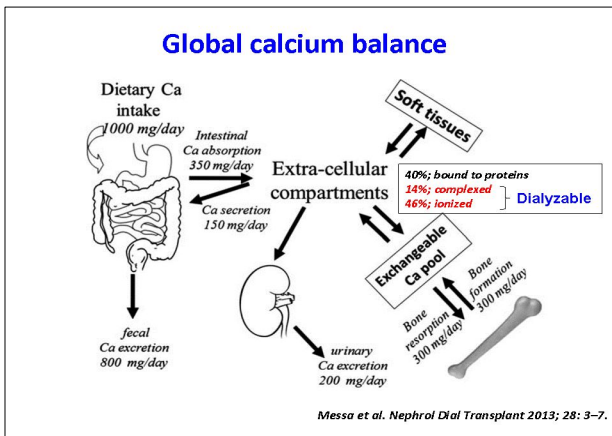 Global calcium balance
Dietary Ca
intake
1000 mg/day
Intestinal
Ca absorption
350 mg/day
Ca secretion
150 mg/day
Extra-cellular
compartments
Soft tissues
40%; bound to proteins
14%; complexed
46%; ionized
Dialyzable
Exchangeable
Ca pool
Bone
formation
300 mg/day
Bone
resorption
300 mg/day
fecal
Ca excretion
800 mg/day
urinary
Ca excretion
200 mg/day
Messa et al. Nephrol Dial Transplant 2013; 28: 3–7.